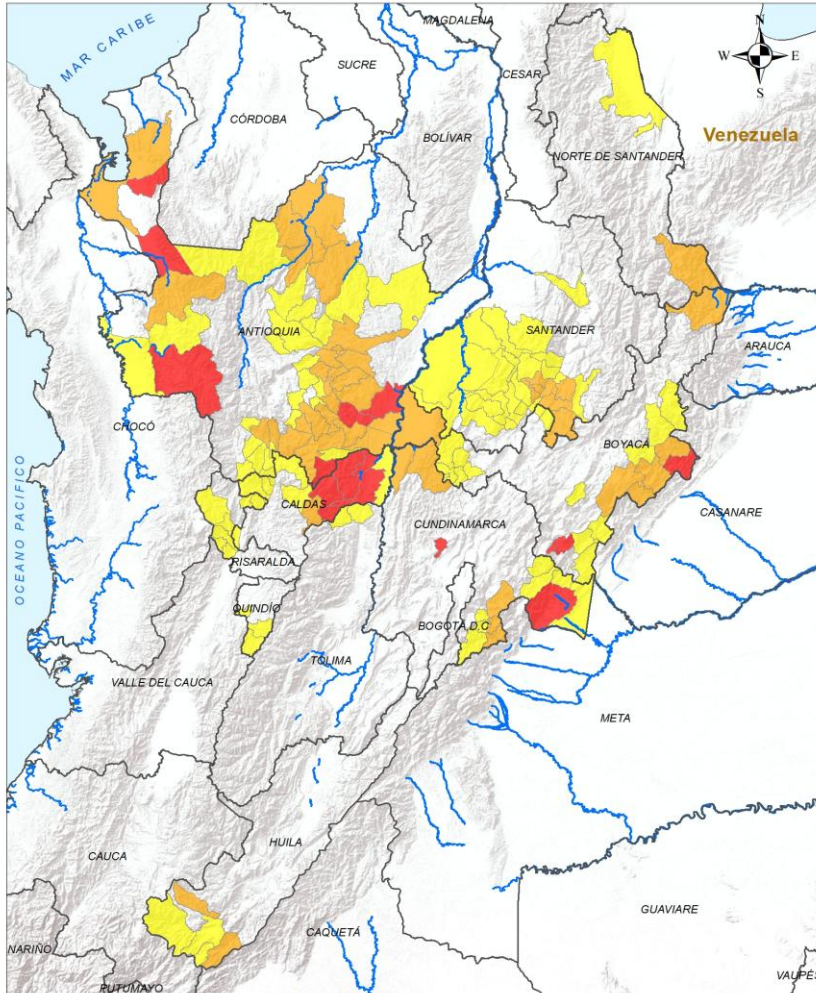 MAGDALENA
N
W E
S
MAR CARIBE
SUCRE
CESAR
CÓRDOBA
BOLÍVAR
Venezuela
NORTE DE SANTANDER
ANTIOQUIA
SANTANDER
ARAUCA
CHOCÓ
BOYACÁ
OCEANO PACIFICO
CALDAS
CUNDINAMARCA
CASANARE
RISARALDA
QUINDÍO
BOGOTÁ D.C
TOLIMA
VALLE DEL CAUCA
META
HUILA
CAUCA
GUAVIARE
CAQUETÁ
NARIÑO
PUTUMAYO
VAUPÉS